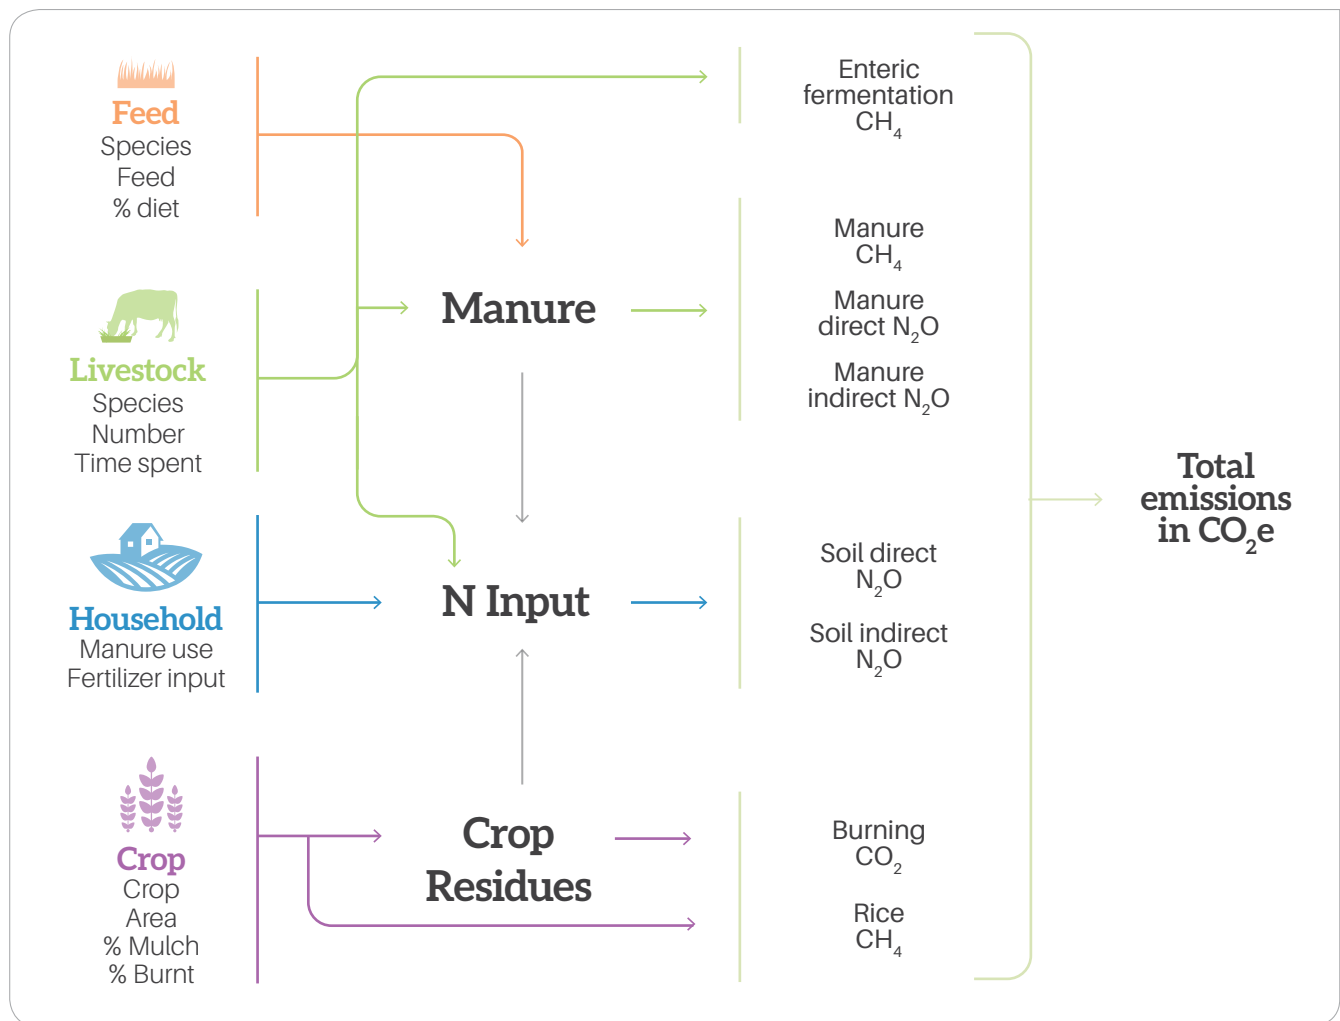 Feed
Species
Feed
% diet
Livestock
Species
Number
Time spent
Household
Manure use
Fertilizer input
Crop
Crop
Area
% Mulch
% Burnt
Manure
N Input
Crop
Residues
Enteric
fermentation
CH₄
Manure
CH₄
Manure
direct N₂O
Manure
indirect N₂O
Soil direct
N₂O
Soil indirect
N₂O
Burning
CO₂
Rice
CH₄
Total
emissions
in CO₂e